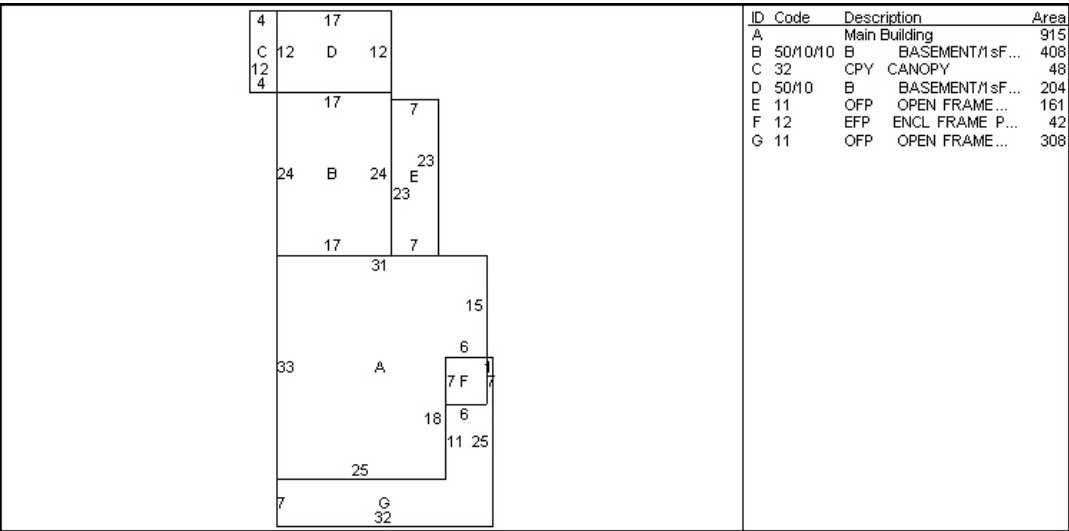 4 17
C 12 D 12
12
4
17
7
24 B 24 E 23
23
17 7
31
15
6
33 A 1
7 F 7
18 6
11 25
25
7 G
32
ID Code Description Area
A Main Building 915
B 50/10/10 B BASEMENT/1sF... 408
C 32 CPY CANOPY 48
D 50/10 B BASEMENT/1sF... 204
E 11 OFP OPEN FRAME... 161
F 12 EFP ENCL FRAME P... 42
G 11 OFP OPEN FRAME... 308